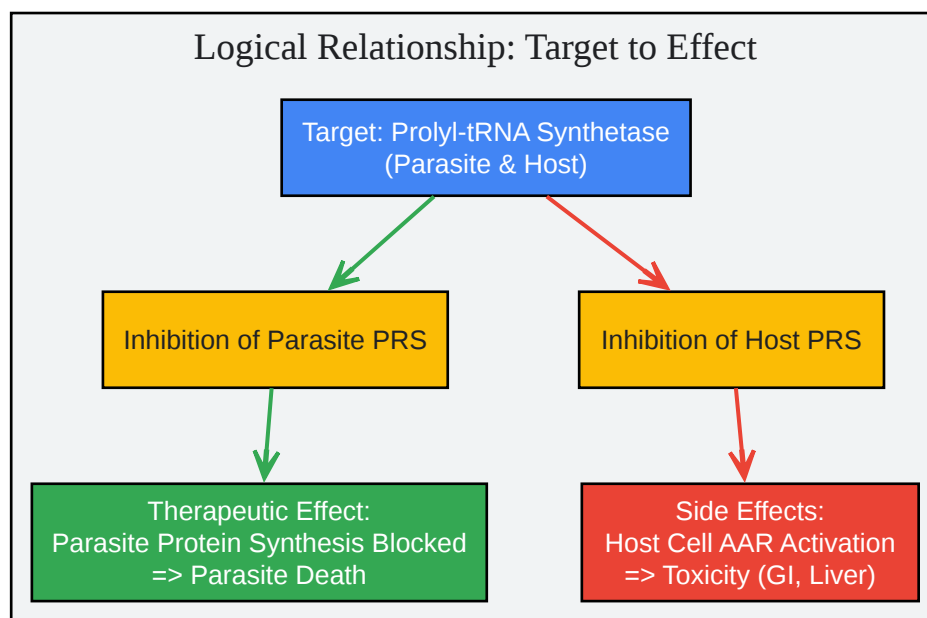 Logical Relationship: Target to Effect
Target: Prolyl-tRNA Synthetase
(Parasite & Host)
Inhibition of Parasite PRS
Inhibition of Host PRS
Therapeutic Effect:
Parasite Protein Synthesis Blocked
=> Parasite Death
Side Effects:
Host Cell AAR Activation
=> Toxicity (GI, Liver)